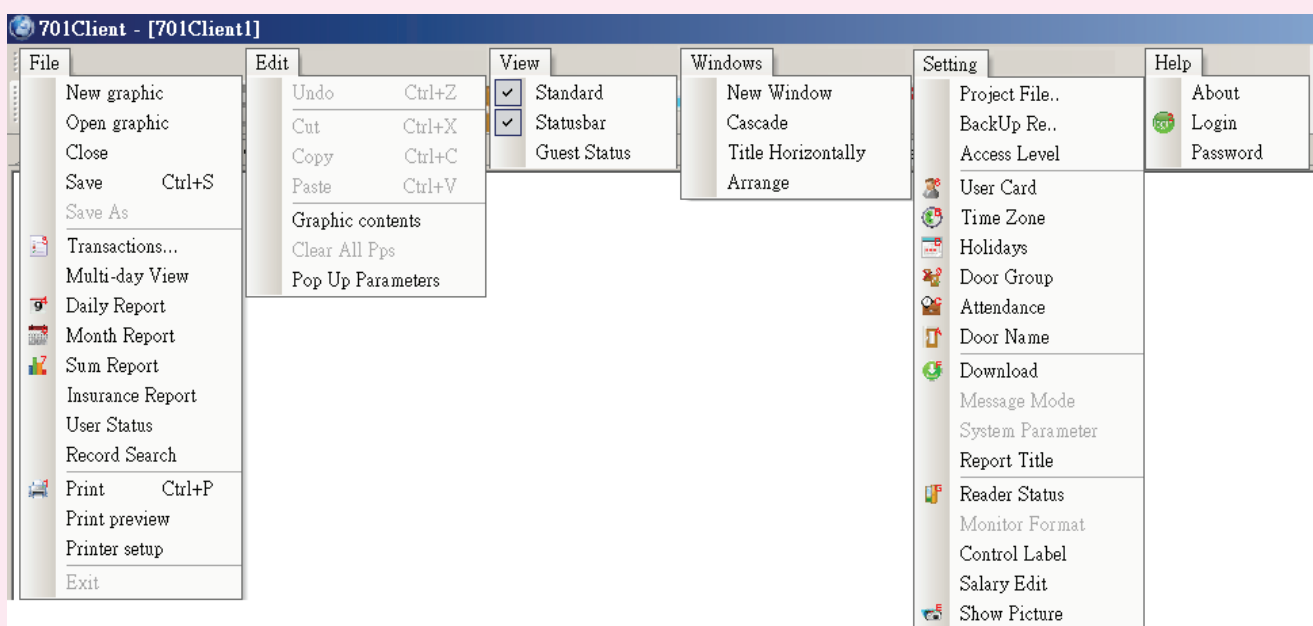 701Client - [701Client1]
File
New graphic
Open graphic
Close
Save Ctrl+S
Save As
Transactions...
Multi-day View
Daily Report
Month Report
Sum Report
Insurance Report
User Status
Record Search
Print Ctrl+P
Print preview
Printer setup
Exit
Edit
Undo Ctrl+Z
Cut Ctrl+X
Copy Ctrl+C
Paste Ctrl+V
Graphic contents
Clear All Pps
Pop Up Parameters
View
Standard
Statusbar
Guest Status
Windows
New Window
Cascade
Title Horizontally
Arrange
Setting
Project File..
BackUp Re..
Access Level
User Card
Time Zone
Holidays
Door Group
Attendance
Door Name
Download
Message Mode
System Parameter
Report Title
Reader Status
Monitor Format
Control Label
Salary Edit
Show Picture
Help
About
Login
Password